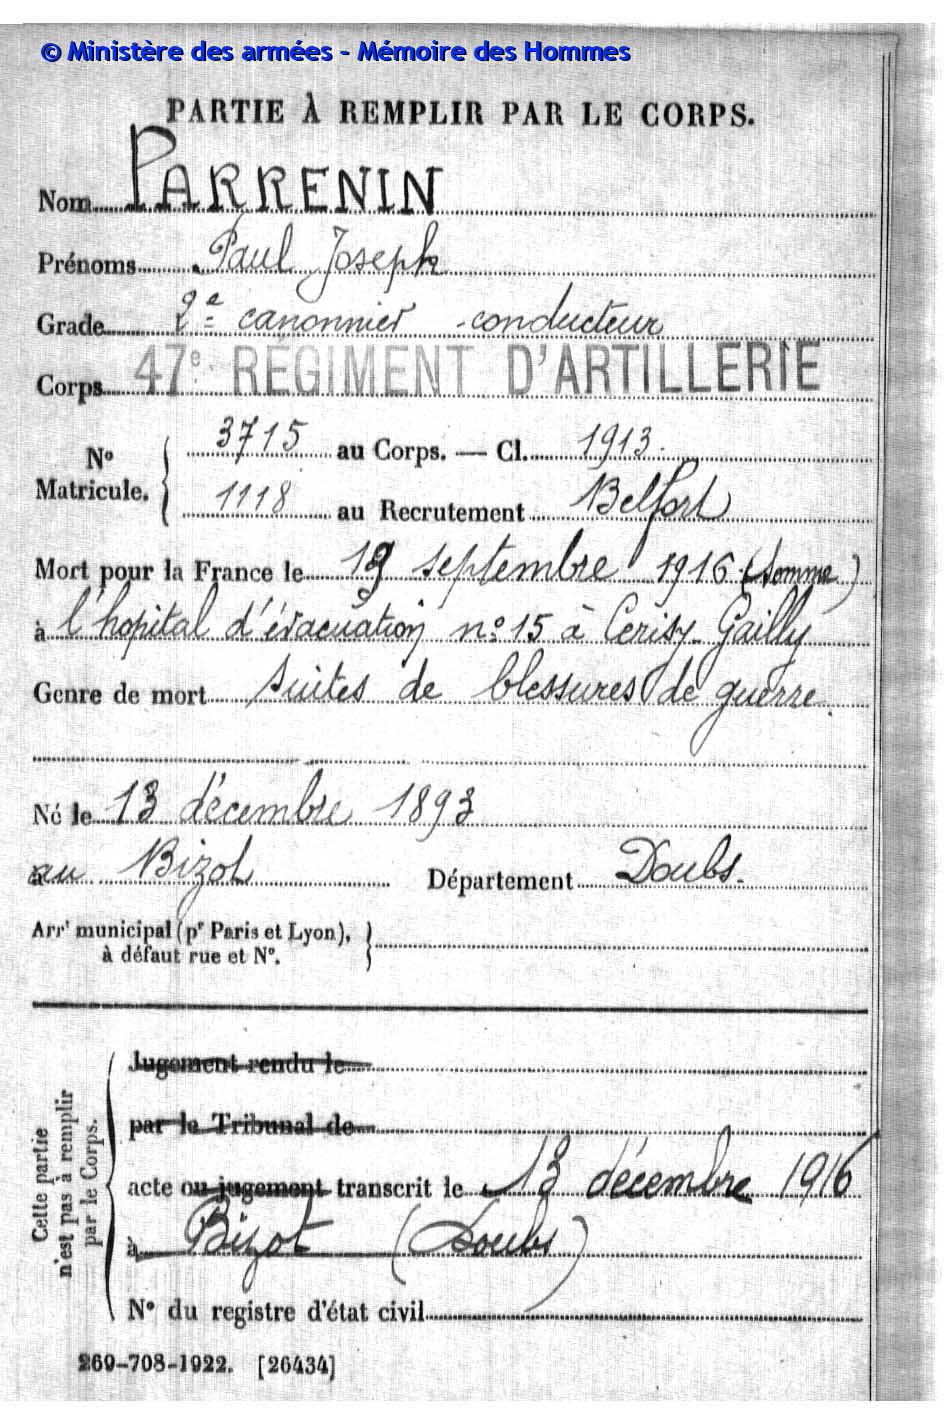 © Ministère des armées - Mémoire des Hommes
PARTIE À REMPLIR PAR LE CORPS.
Nom PARRENIN
Prénoms Paul Joseph
Grade 2e canonnier - conducteur
Corps 47e RÉGIMENT D'ARTILLERIE
No Matricule. { 3715 au Corps. — Cl. 1913.
1118 au Recrutement Belfort
Mort pour la France le 19 septembre 1916 (Somme)
à l'hopital d'évacuation no 15 à Cerisy-Gailly
Genre de mort suites de blessures de guerre.
Né le 13 décembre 1893
au Bizot Département Doubs.
Arrt municipal (pr Paris et Lyon),
à défaut rue et No.
Cette partie
n'est pas à remplir
par le Corps.
Jugement rendu le
par le Tribunal de
acte ou jugement transcrit le 13 décembre 1916
à Bizot (Doubs)
No du registre d'état civil
269-708-1922. [26434]